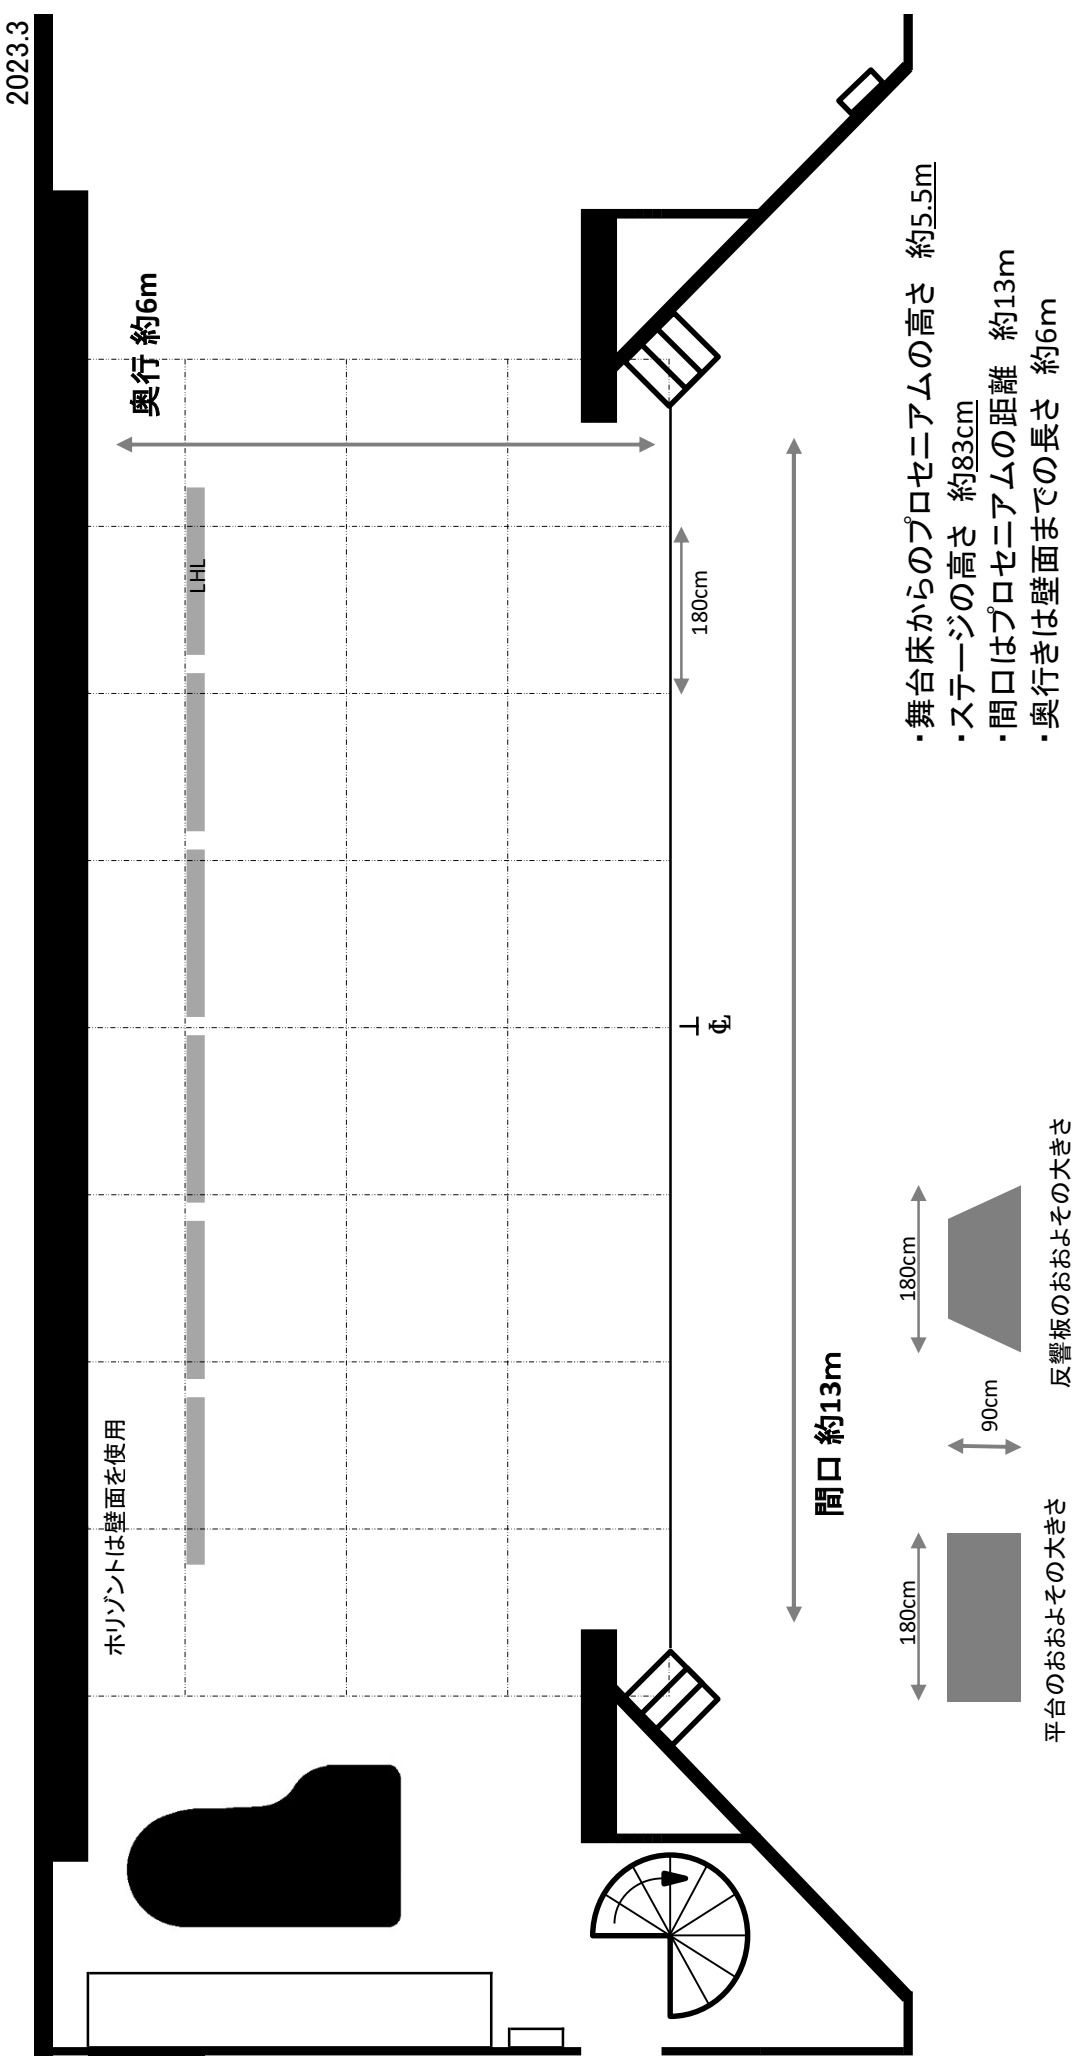 2023.3
奥行 約6m
LHL
180cm
℄
ホリゾントは壁面を使用
間口 約13m
・舞台床からのプロセニアムの高さ　約5.5m
・ステージの高さ　約83cm
・間口はプロセニアムの距離　約13m
・奥行きは壁面までの長さ　約6m
180cm
平台のおおよその大きさ
90cm
180cm
反響板のおおよその大きさ